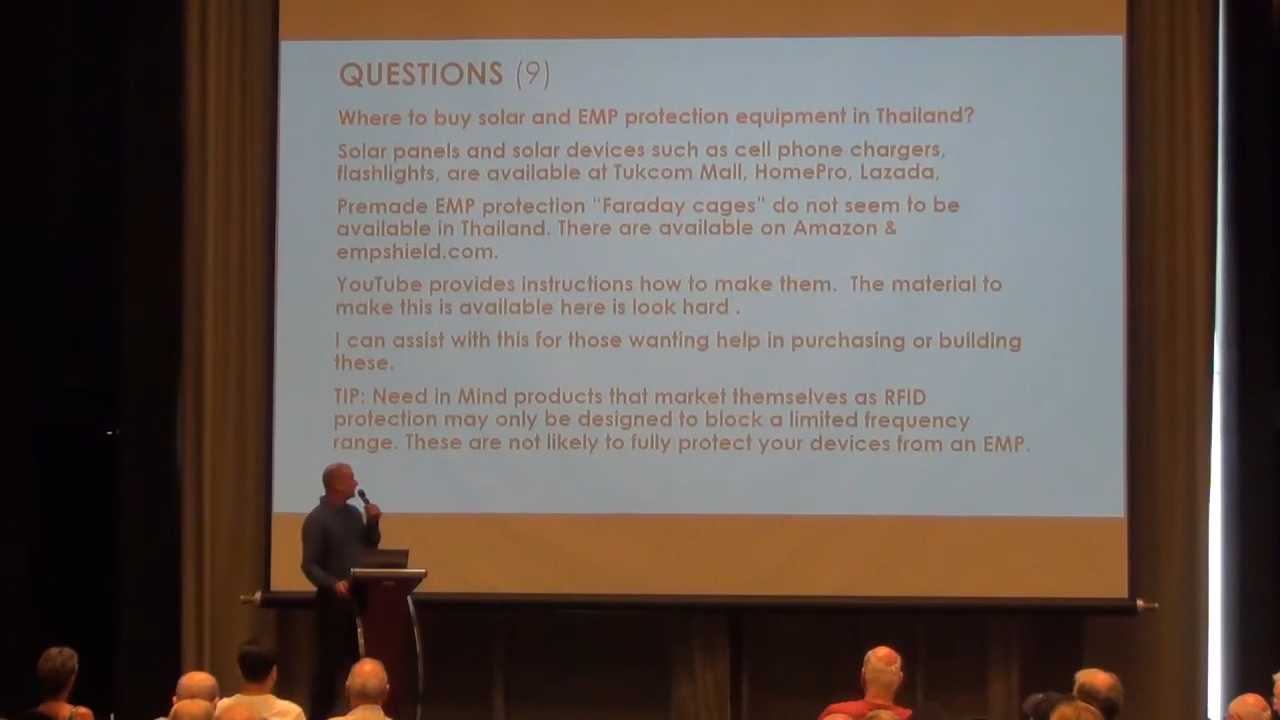 QUESTIONS (9)
Where to buy solar and EMP protection equipment in Thailand?
Solar panels and solar devices such as cell phone chargers,
flashlights, are available at Tukcom Mall, HomePro, Lazada,
Premade EMP protection “Faraday cages” do not seem to be
available in Thailand. There are available on Amazon &
empshield.com.
YouTube provides instructions how to make them. The material to
make this is available here is look hard .
I can assist with this for those wanting help in purchasing or building
these.
TIP: Need in Mind products that market themselves as RFID
protection may only be designed to block a limited frequency
range. These are not likely to fully protect your devices from an EMP.